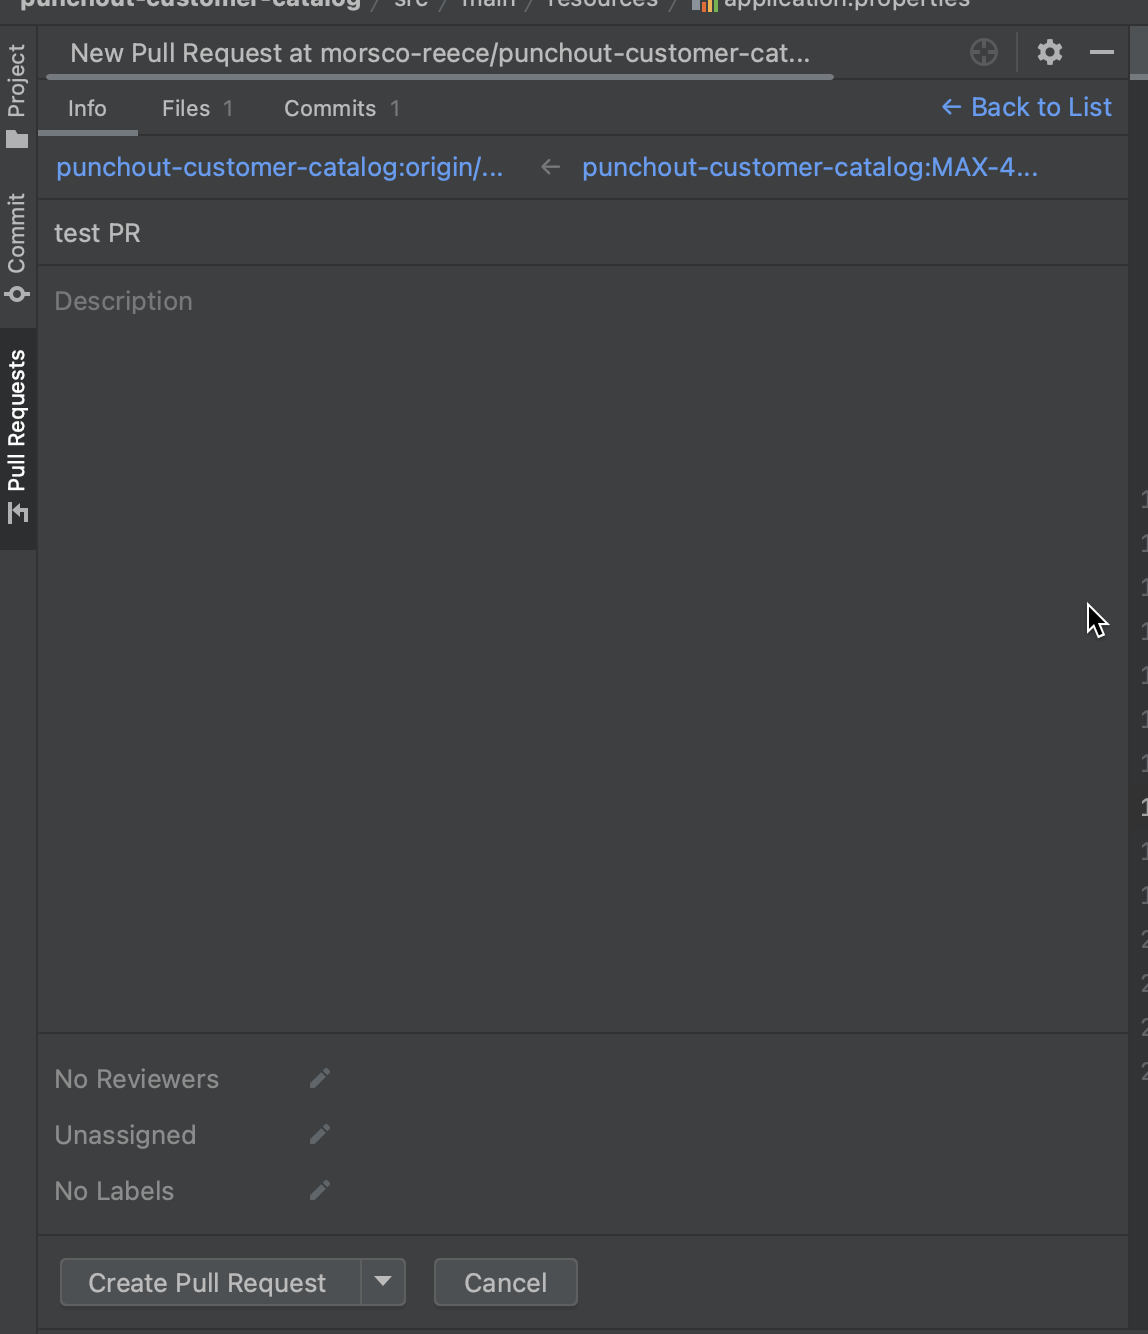 punchout-customer-catalog / src / main / resources / application.properties
New Pull Request at morsco-reece/punchout-customer-cat...
Project
Info Files 1 Commits 1 ← Back to List
punchout-customer-catalog:origin/... ← punchout-customer-catalog:MAX-4...
Commit
test PR
Description
Pull Requests
No Reviewers
Unassigned
No Labels
Create Pull Request Cancel